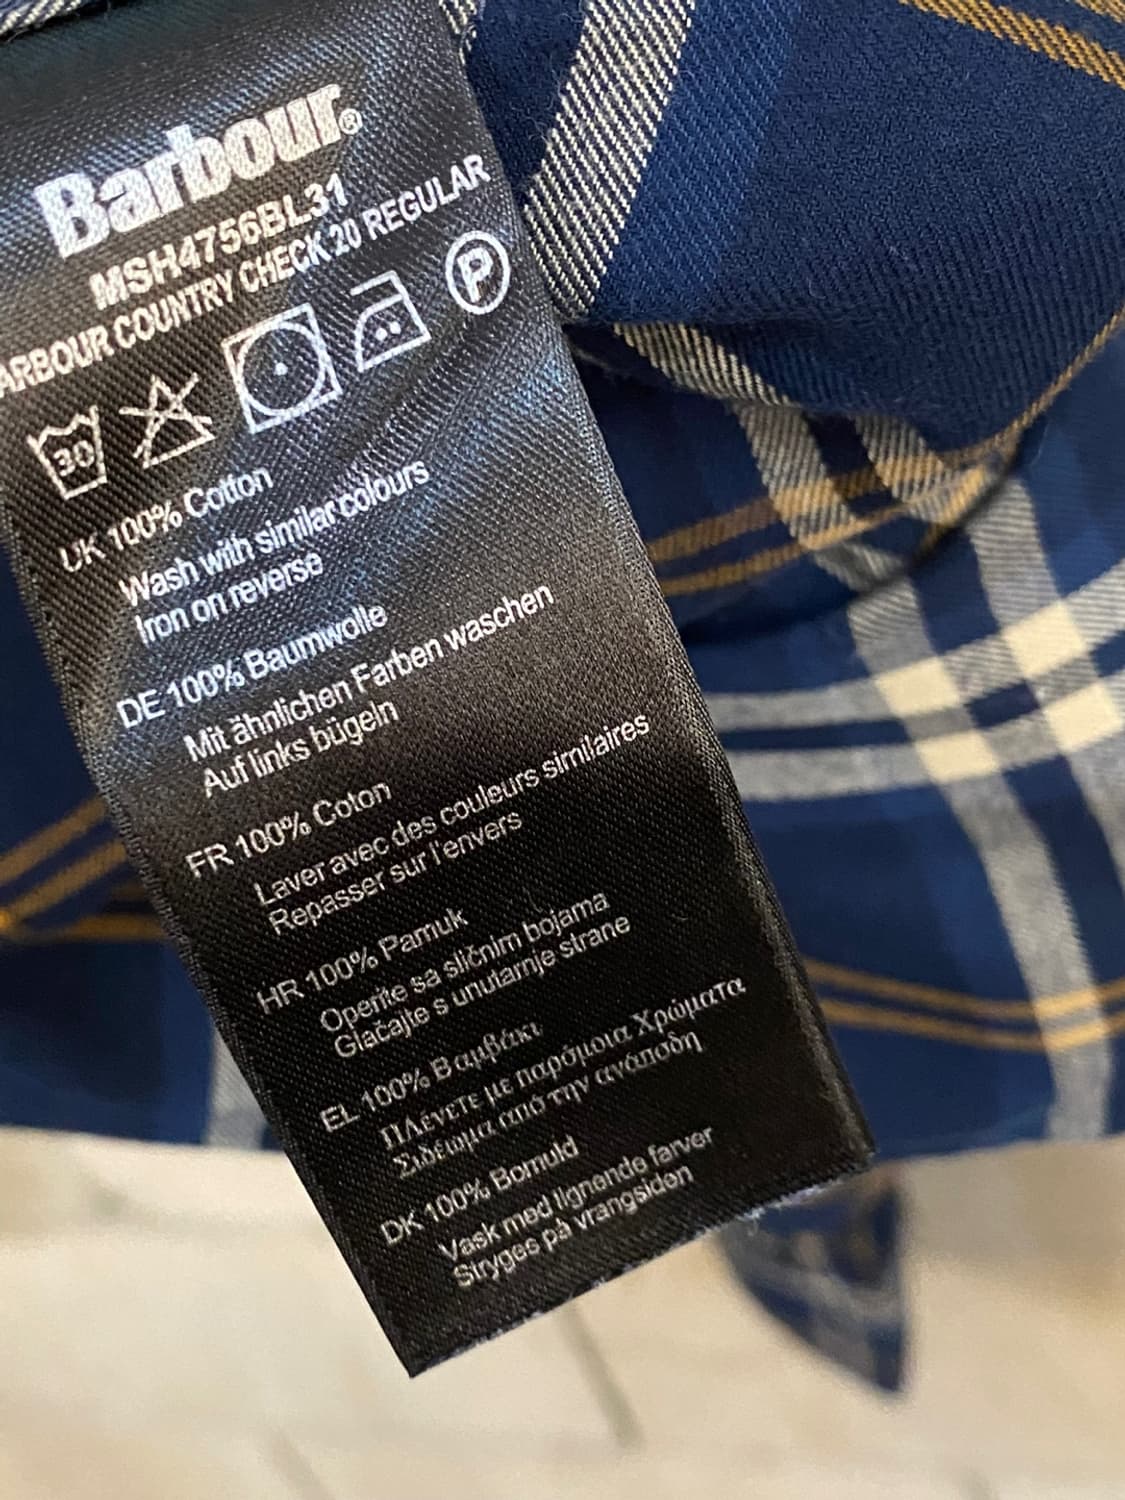 Barbour®
MSH4756BL31
ARBOUR COUNTRY CHECK 20 REGULAR
30
P
UK 100% Cotton
Wash with similar colours
Iron on reverse
DE 100% Baumwolle
Mit ähnlichen Farben waschen
Auf links bügeln
FR 100% Coton
Laver avec des couleurs similaires
Repasser sur l'envers
HR 100% Pamuk
Operite sa sličnim bojama
Glačajte s unutarnje strane
EL 100% Βαμβάκι
Πλένετε με παρόμοια Χρώματα
Σιδέωμα από την ανάποδη
DK 100% Bomuld
Vask med lignende farver
Stryges på vrangsiden